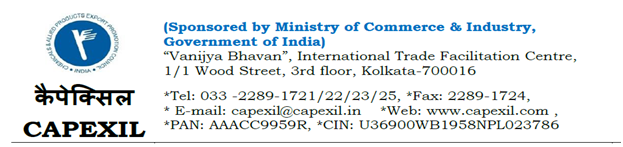 CHEMICALS & ALLIED PRODUCTS EXPORT PROMOTION COUNCIL
INDIA
कैपेक्सिल
CAPEXIL
(Sponsored by Ministry of Commerce & Industry,
Government of India)
“Vanijya Bhavan”, International Trade Facilitation Centre,
1/1 Wood Street, 3rd floor, Kolkata-700016
*Tel: 033 -2289-1721/22/23/25, *Fax: 2289-1724,
* E-mail: capexil@capexil.in *Web: www.capexil.com ,
*PAN: AAACC9959R, *CIN: U36900WB1958NPL023786